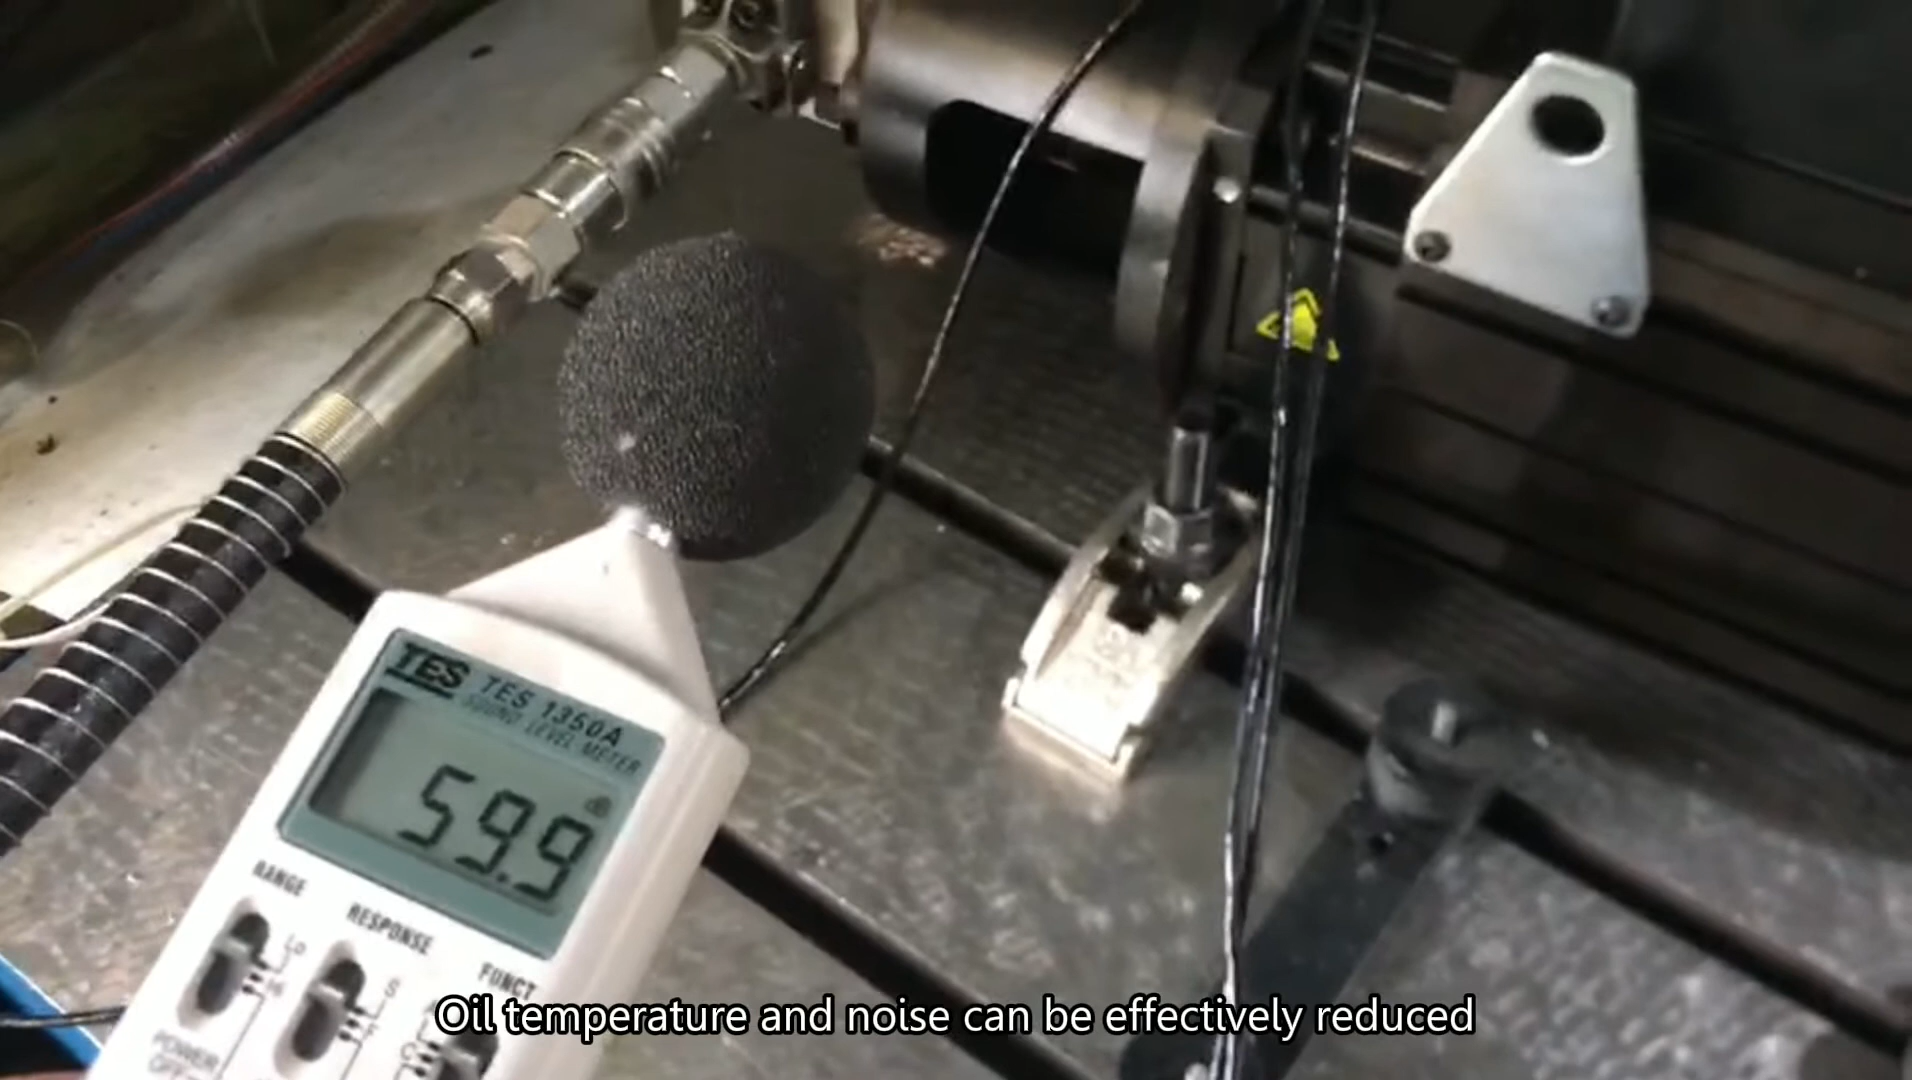 TES TES 1350A
SOUND LEVEL METER
dB
59.9
RANGE
RESPONSE
FUNCT
Lo
Hi
S
POWER
OFF
Oil temperature and noise can be effectively reduced